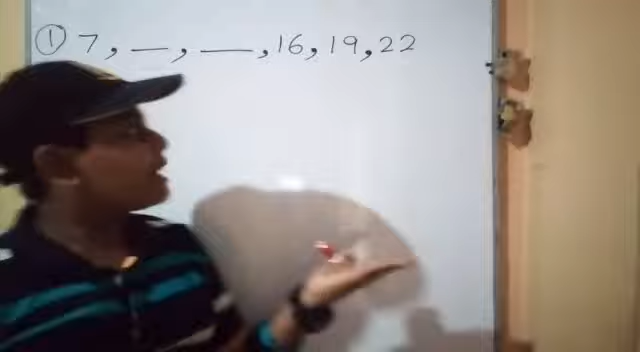 ① 7, __, ___, 16, 19, 22